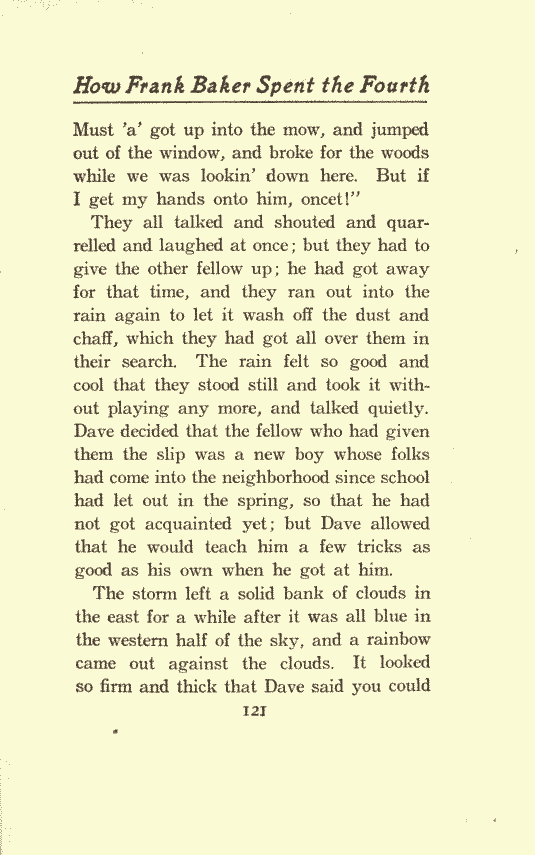 How Frank Baker Spent the Fourth
Must 'a' got up into the mow, and jumped
out of the window, and broke for the woods
while we was lookin' down here. But if
I get my hands onto him, oncet!"
They all talked and shouted and quar-
relled and laughed at once; but they had to
give the other fellow up; he had got away
for that time, and they ran out into the
rain again to let it wash off the dust and
chaff, which they had got all over them in
their search. The rain felt so good and
cool that they stood still and took it with-
out playing any more, and talked quietly.
Dave decided that the fellow who had given
them the slip was a new boy whose folks
had come into the neighborhood since school
had let out in the spring, so that he had
not got acquainted yet; but Dave allowed
that he would teach him a few tricks as
good as his own when he got at him.
The storm left a solid bank of clouds in
the east for a while after it was all blue in
the western half of the sky, and a rainbow
came out against the clouds. It looked
so firm and thick that Dave said you could
121